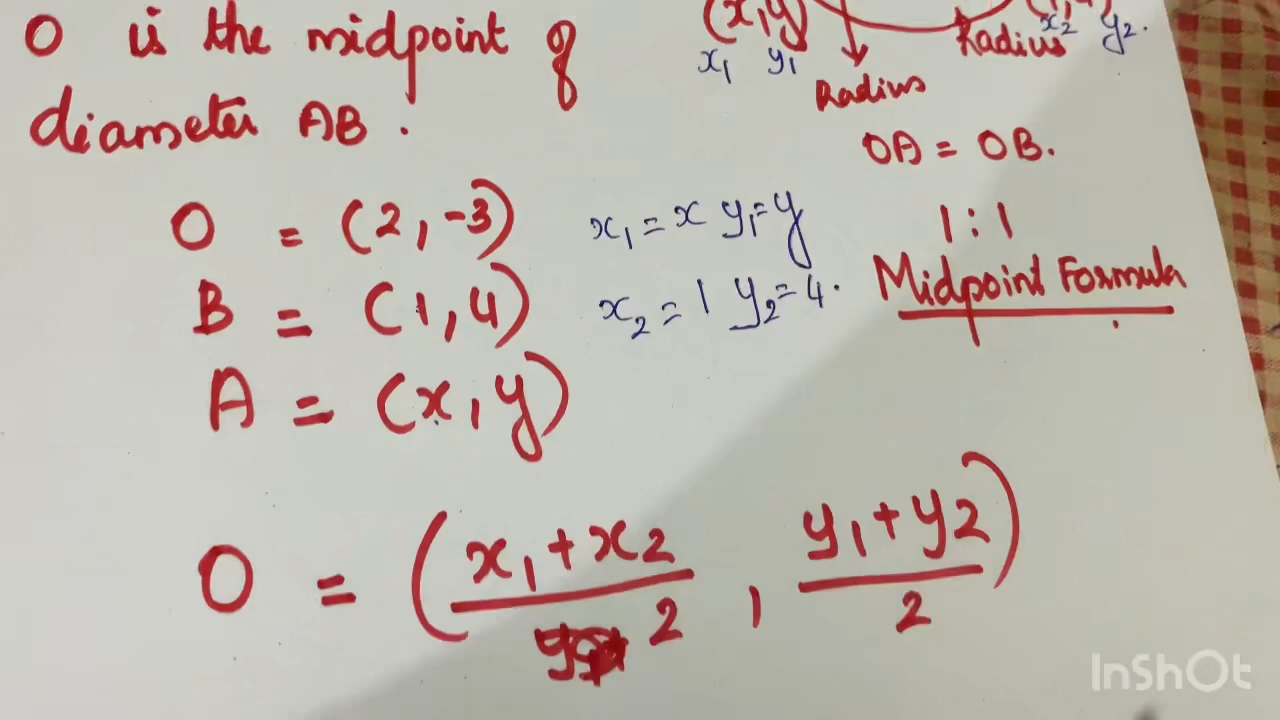 O is the midpoint of
diameter AB.
(x,y)
x₁ y₁
Radius
Radius
x₂ y₂.
OA = OB.
1:1
Midpoint Formula
O = (2,-3)
x₁ = x y₁=y
B = (1,4)
x₂ = 1 y₂=4.
A = (x,y)
O = (x₁+x₂/2, y₁+y2/2)
InShOt